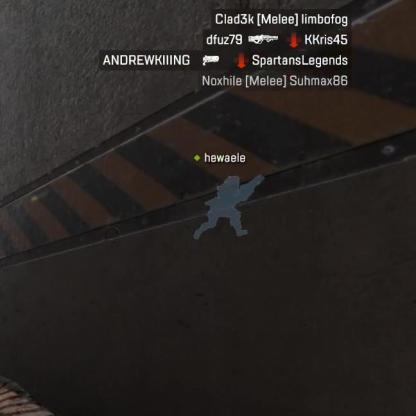 Clad3k [Melee] limbofog
dfuz79 KKris45
ANDREWKIIING SpartansLegends
Noxhile [Melee] Suhmax86
hewaele